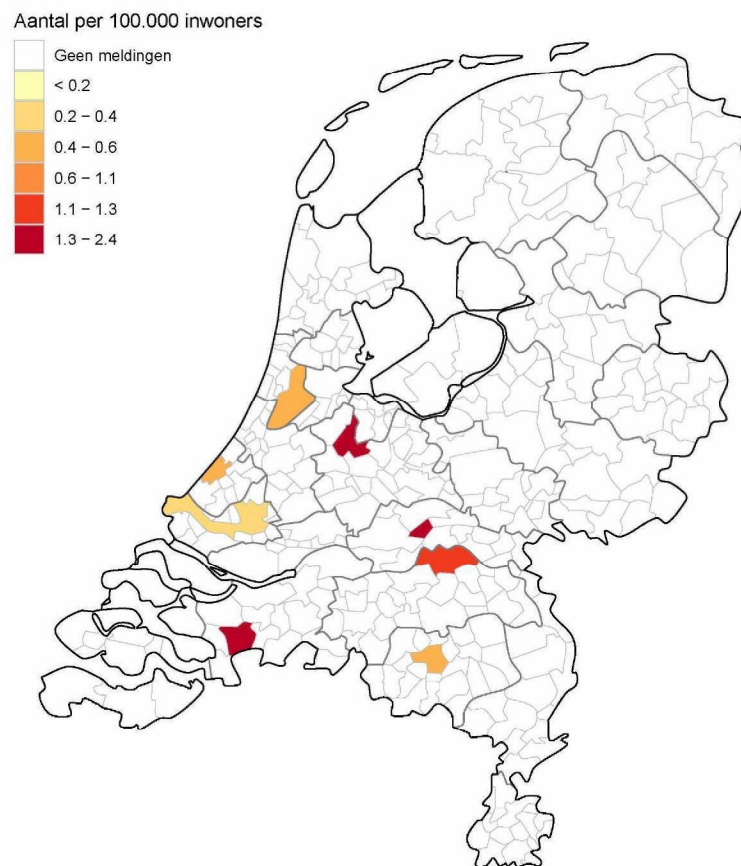 Aantal per 100.000 inwoners
Geen meldingen
< 0.2
0.2 – 0.4
0.4 – 0.6
0.6 – 1.1
1.1 – 1.3
1.3 – 2.4